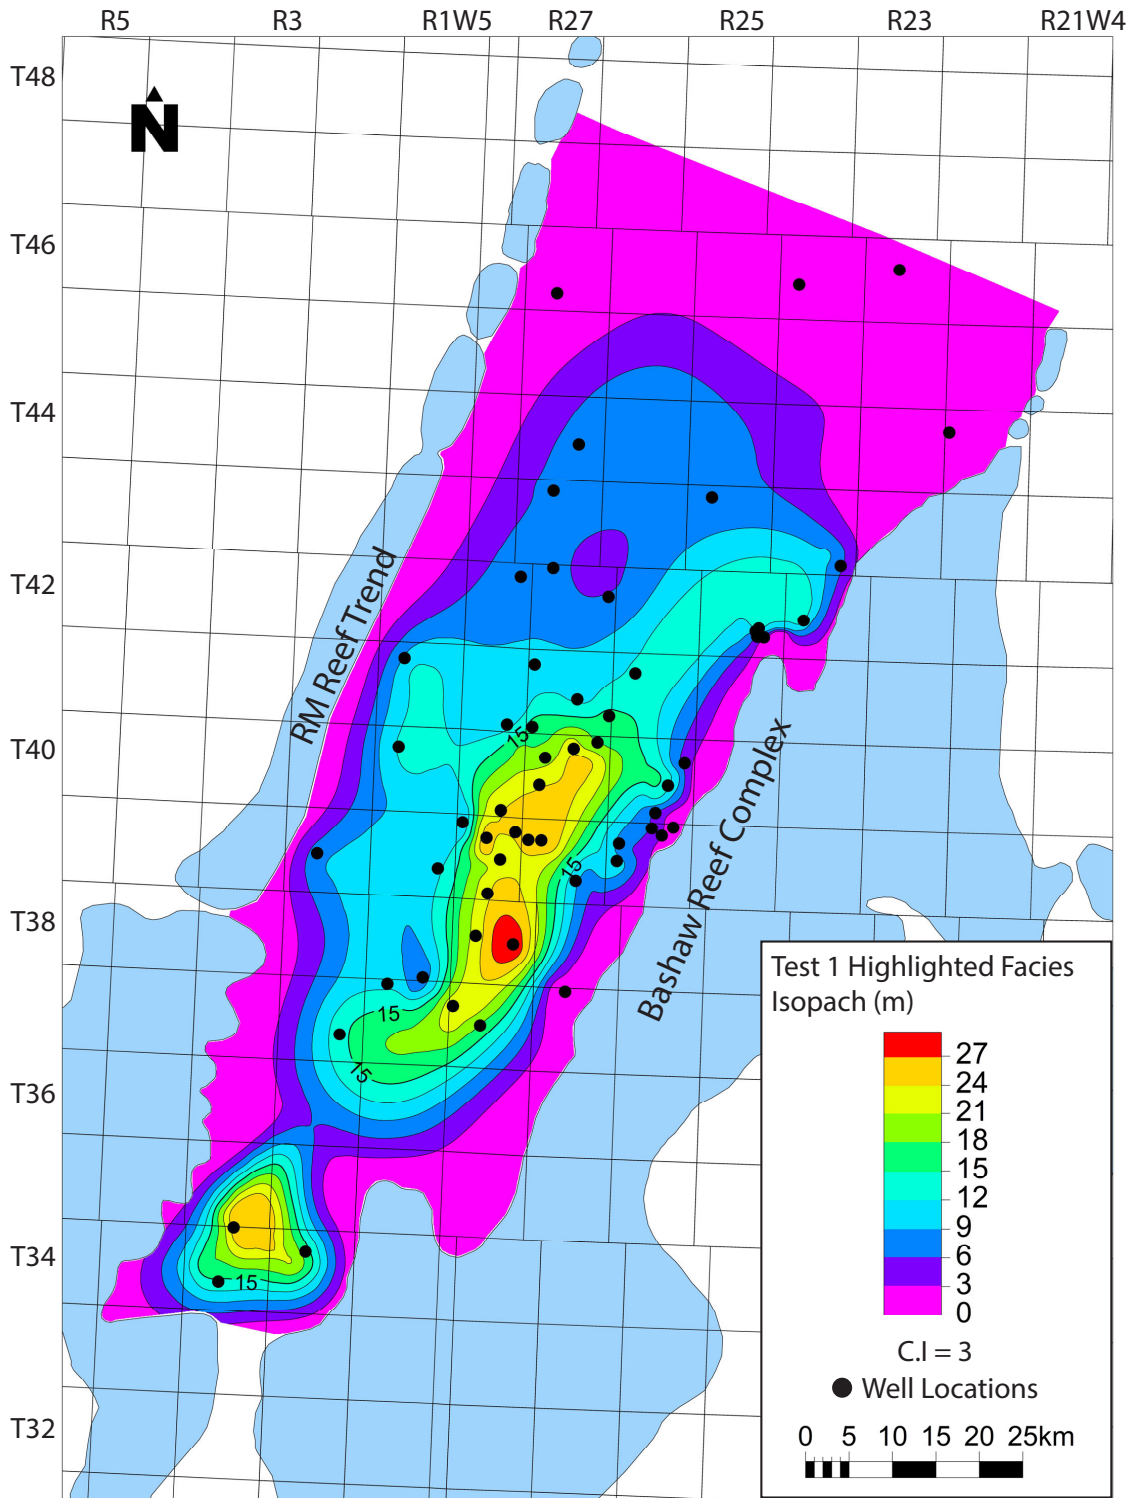 R5 R3 R1W5 R27 R25 R23 R21W4
T48
N
T46
T44
T42
RM Reef Trend
T40
15
15
Bashaw Reef Complex
T38
15
15
T36
T34
15
T32
Test 1 Highlighted Facies
Isopach (m)
27
24
21
18
15
12
9
6
3
0
C.I = 3
Well Locations
0 5 10 15 20 25km